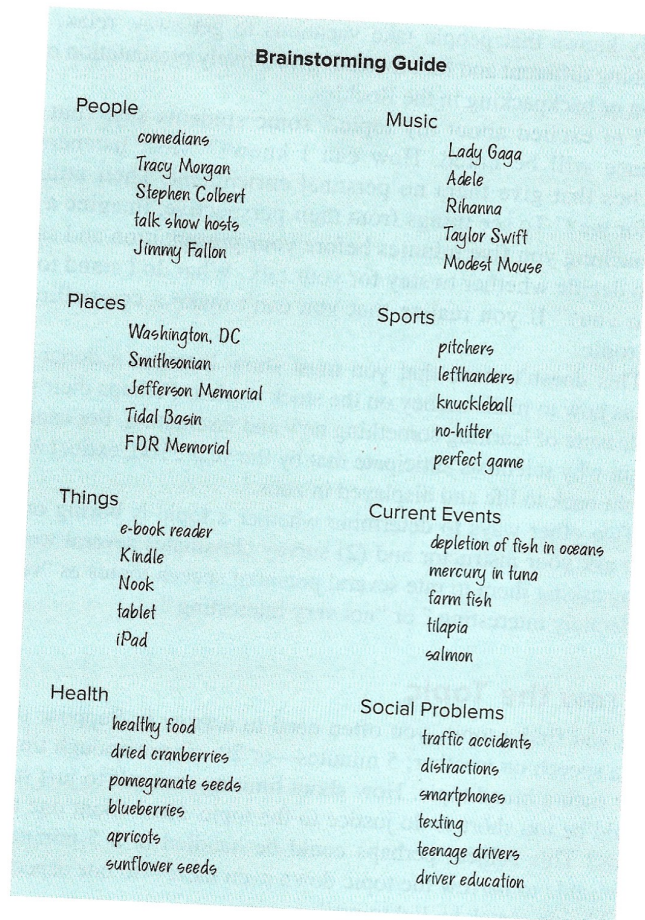 Brainstorming Guide
People
comedians
Tracy Morgan
Stephen Colbert
talk show hosts
Jimmy Fallon
Places
Washington, DC
Smithsonian
Jefferson Memorial
Tidal Basin
FDR Memorial
Things
e-book reader
Kindle
Nook
tablet
iPad
Health
healthy food
dried cranberries
pomegranate seeds
blueberries
apricots
sunflower seeds
Music
Lady Gaga
Adele
Rihanna
Taylor Swift
Modest Mouse
Sports
pitchers
lefthanders
knuckleball
no-hitter
perfect game
Current Events
depletion of fish in oceans
mercury in tuna
farm fish
tilapia
salmon
Social Problems
traffic accidents
distractions
smartphones
texting
teenage drivers
driver education